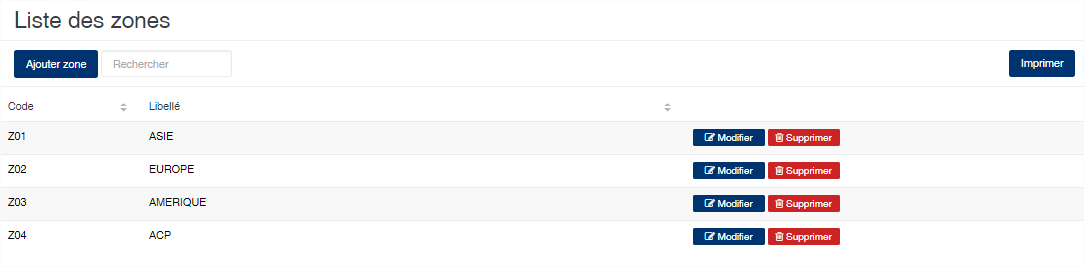 Liste des zones
Ajouter zone Rechercher Imprimer
Code Libellé
Z01 ASIE Modifier Supprimer
Z02 EUROPE Modifier Supprimer
Z03 AMERIQUE Modifier Supprimer
Z04 ACP Modifier Supprimer